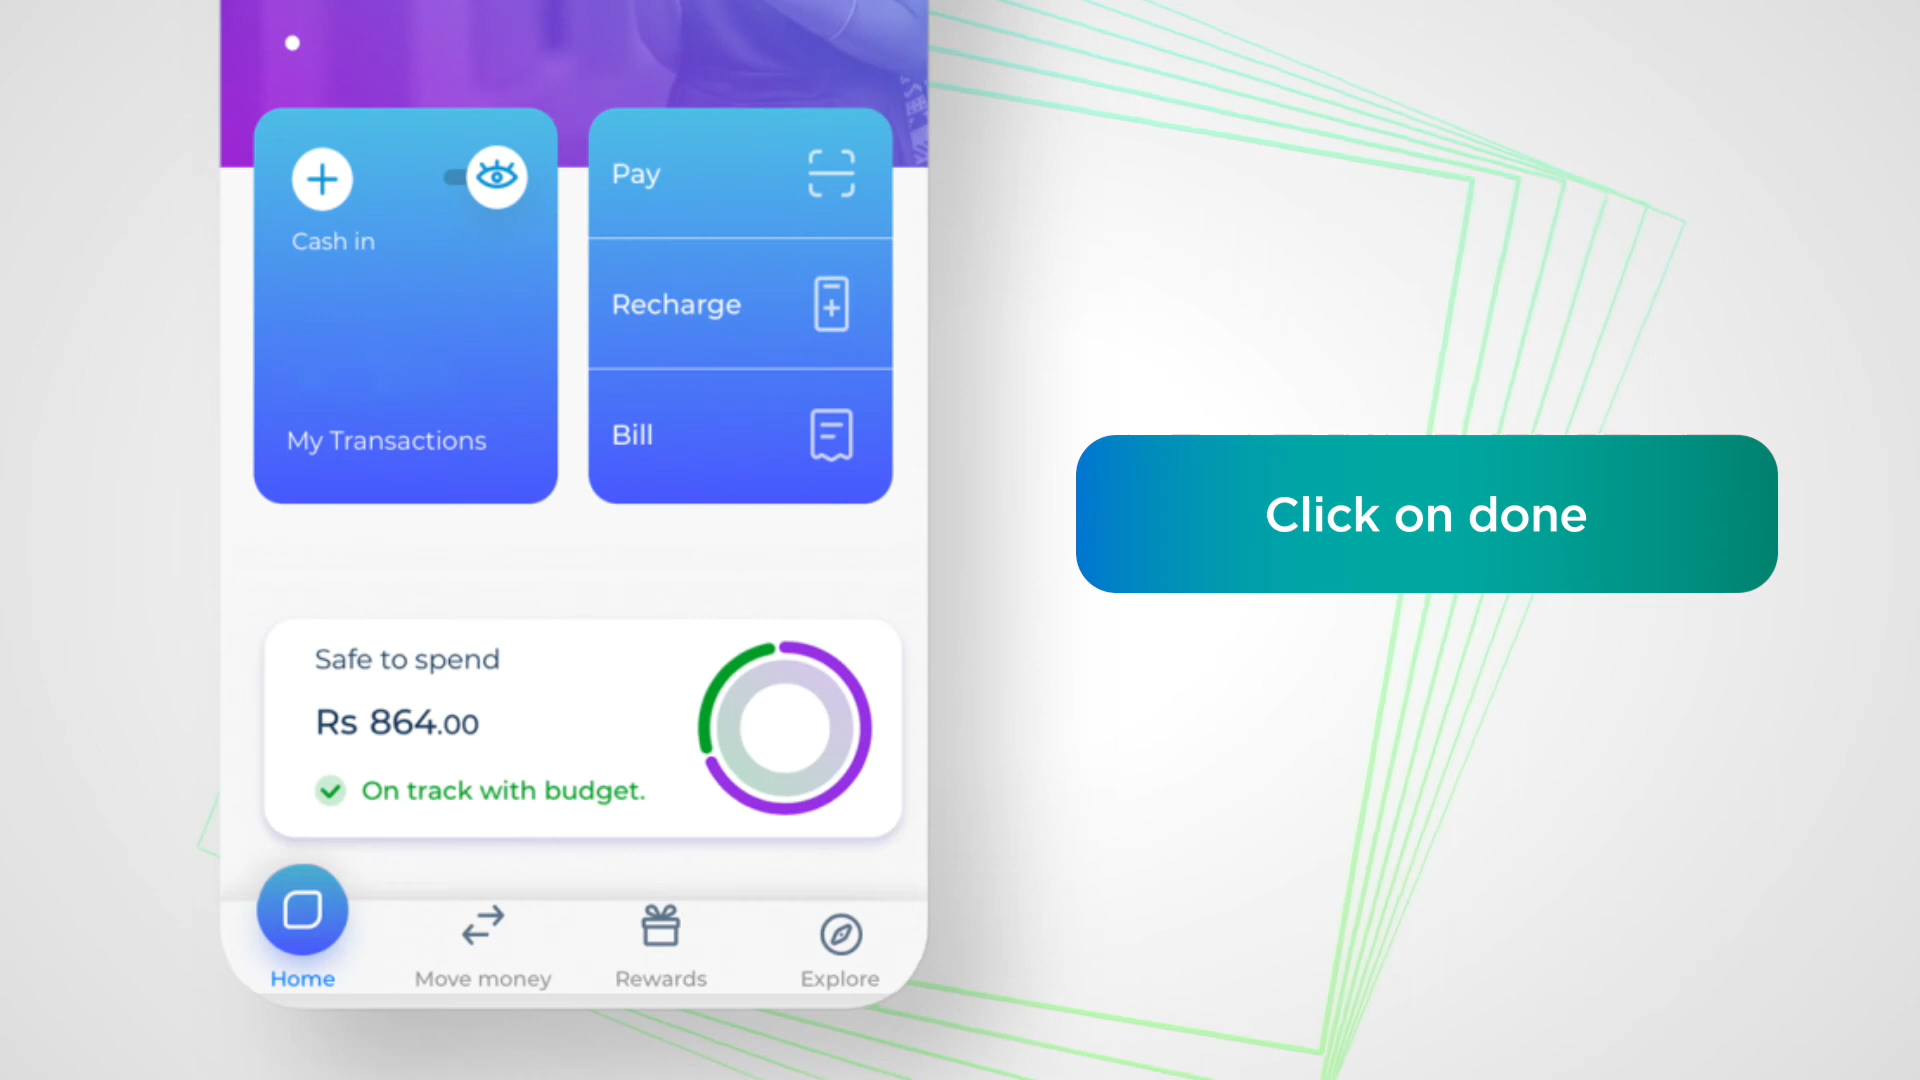 Cash in
My Transactions
Pay
Recharge
Bill
Click on done
Safe to spend
Rs 864.00
On track with budget.
Home
Move money
Rewards
Explore